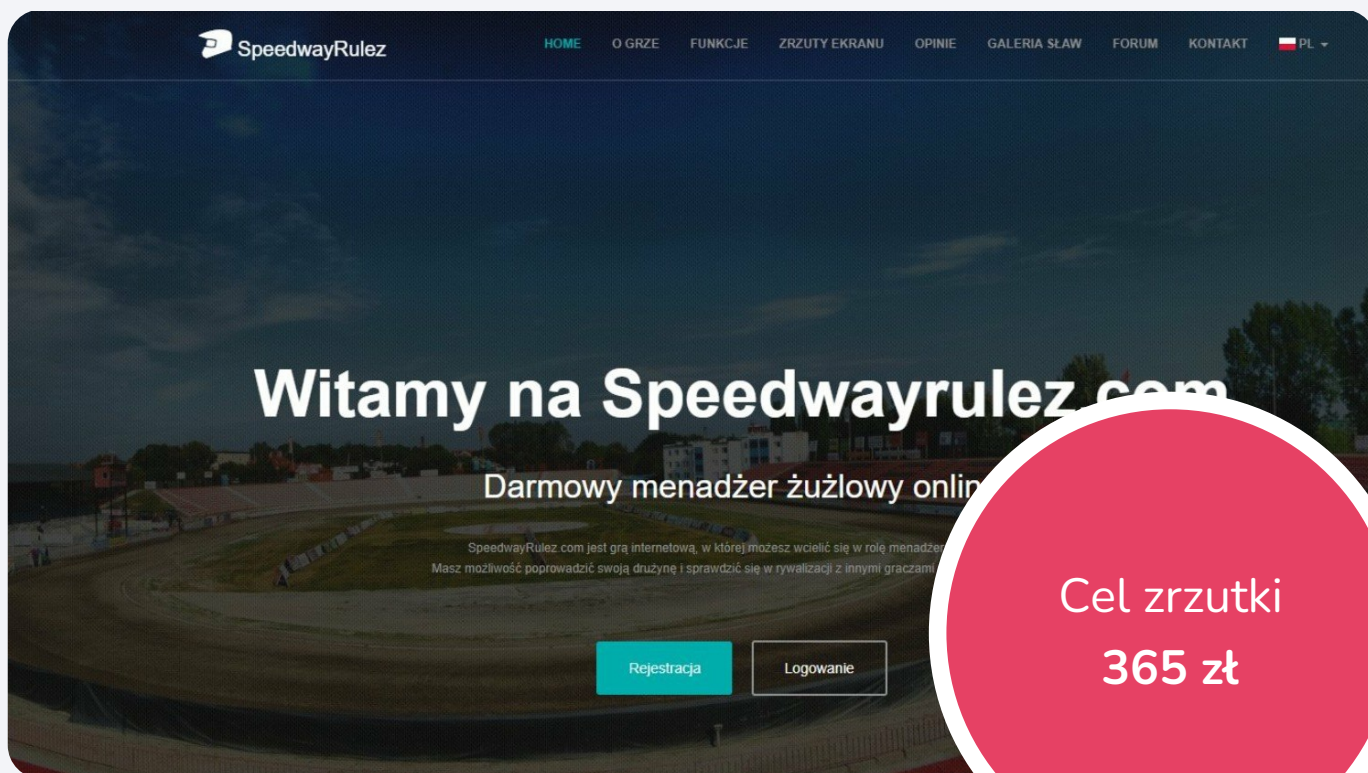 SpeedwayRulez
HOME O GRZE FUNKCJE ZRZUTY EKRANU OPINIE GALERIA SŁAW FORUM KONTAKT PL
Witamy na Speedwayrulez.com
Darmowy menadżer żużlowy onlin
SpeedwayRulez.com jest grą internetową, w której możesz wcielić się w rolę menadżer
Masz możliwość poprowadzić swoją drużynę i sprawdzić się w rywalizacji z innymi graczami
Rejestracja Logowanie
Cel zrzutki
365 zł